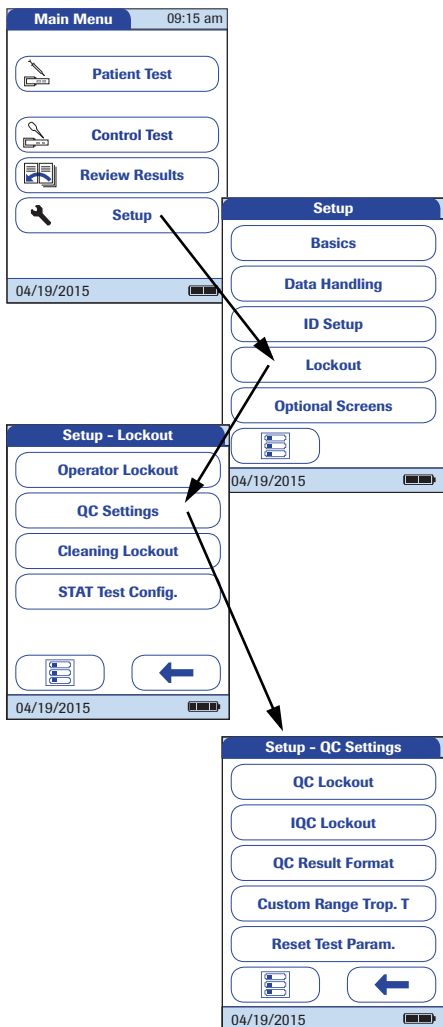 Main Menu 09:15 am
Patient Test
Control Test
Review Results
Setup
04/19/2015
Setup
Basics
Data Handling
ID Setup
Lockout
Optional Screens
04/19/2015
Setup - Lockout
Operator Lockout
QC Settings
Cleaning Lockout
STAT Test Config.
04/19/2015
Setup - QC Settings
QC Lockout
IQC Lockout
QC Result Format
Custom Range Trop. T
Reset Test Param.
04/19/2015